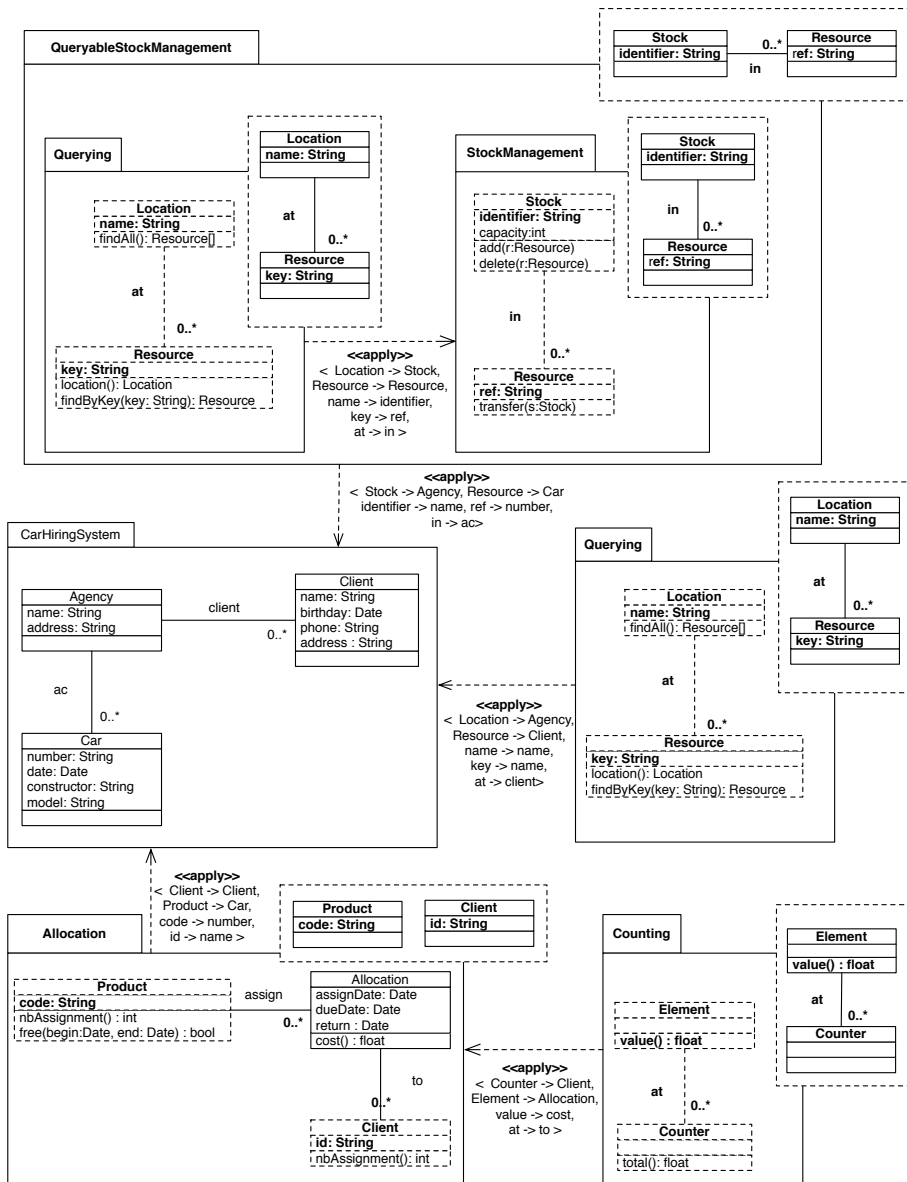 QueryableStockManagement
Stock
identifier: String
0..*
in
Resource
ref: String
Querying
Location
name: String
findAll(): Resource[]
at
0..*
Resource
key: String
location(): Location
findByKey(key: String): Resource
Location
name: String
at
0..*
Resource
key: String
<<apply>>
< Location -> Stock,
Resource -> Resource,
name -> identifier,
key -> ref,
at -> in >
StockManagement
Stock
identifier: String
capacity:int
add(r:Resource)
delete(r:Resource)
in
0..*
Resource
ref: String
transfer(s:Stock)
Stock
identifier: String
in
0..*
Resource
ref: String
<<apply>>
< Stock -> Agency, Resource -> Car
identifier -> name, ref -> number,
in -> ac>
CarHiringSystem
Agency
name: String
address: String
client
0..*
Client
name: String
birthday: Date
phone: String
address : String
ac
0..*
Car
number: String
date: Date
constructor: String
model: String
<<apply>>
< Location -> Agency,
Resource -> Client,
name -> name,
key -> name,
at -> client>
Querying
Location
name: String
findAll(): Resource[]
at
0..*
Resource
key: String
location(): Location
findByKey(key: String): Resource
Location
name: String
at
0..*
Resource
key: String
<<apply>>
< Client -> Client,
Product -> Car,
code -> number,
id -> name >
Allocation
Product
code: String
Client
id: String
Product
code: String
nbAssignment() : int
free(begin:Date, end: Date) : bool
assign
0..*
Allocation
assignDate: Date
dueDate: Date
return : Date
cost() : float
to
0..*
Client
id: String
nbAssignment(): int
<<apply>>
< Counter -> Client,
Element -> Allocation,
value -> cost,
at -> to >
Counting
Element
value() : float
at
0..*
Counter
total(): float
Element
value() : float
at
0..*
Counter